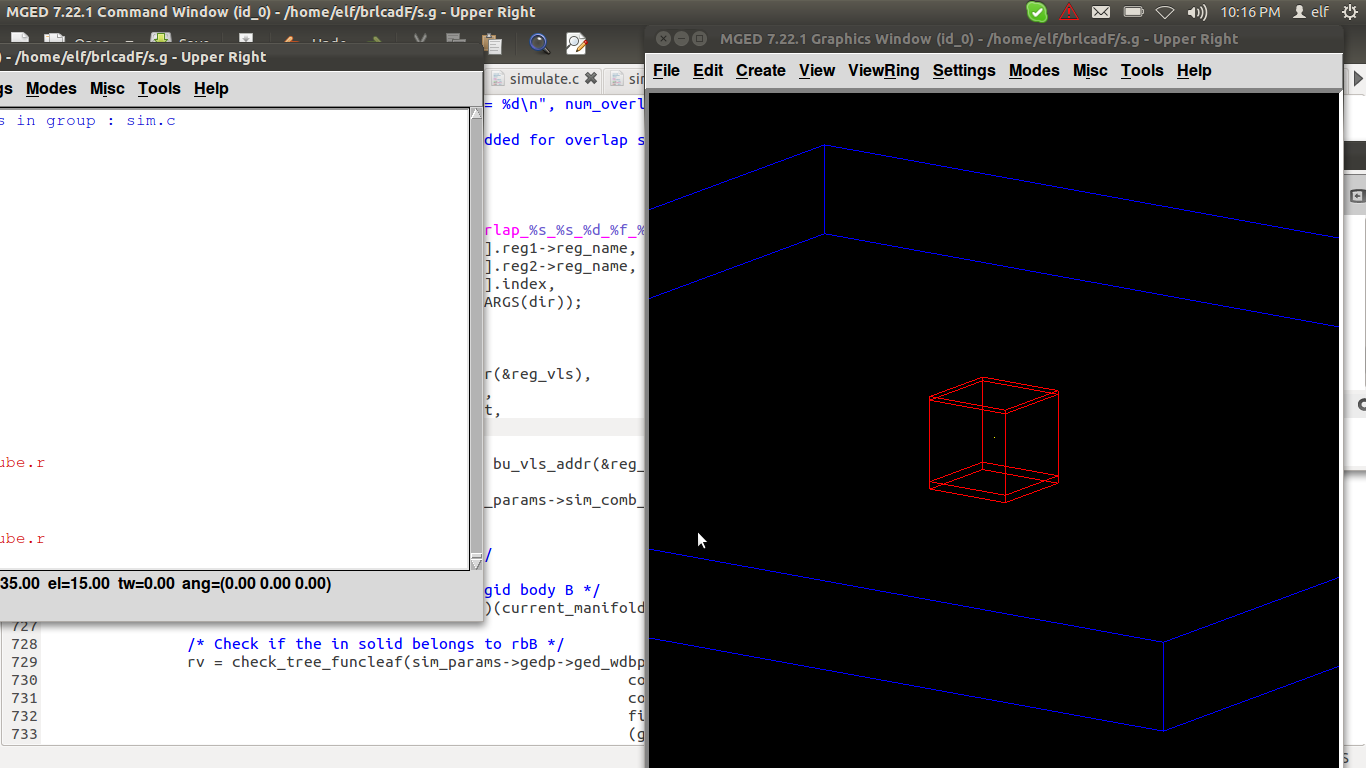 MGED 7.22.1 Command Window (id_0) - /home/elf/brlcadF/s.g - Upper Right
10:16 PM
elf
Save
Undo
) - /home/elf/brlcadF/s.g - Upper Right
gs Modes Misc Tools Help
s in group : sim.c
ube.r
ube.r
35.00 el=15.00 tw=0.00 ang=(0.00 0.00 0.00)
simulate.c
sin
= %d\n", num_overl
dded for overlap s
rlap_%s_%s_%d_%f_%
].reg1->reg_name,
].reg2->reg_name,
].index,
ARGS(dir));
r(&reg_vls),
,
t,
bu_vls_addr(&reg_
_params->sim_comb_
/
gid body B */
)(current_manifold
727
728 /* Check if the in solid belongs to rbB */
729 rv = check_tree_funcleaf(sim_params->gedp->ged_wdbp
730 co
731 co
732 fi
733 (g
MGED 7.22.1 Graphics Window (id_0) - /home/elf/brlcadF/s.g - Upper Right
File Edit Create View ViewRing Settings Modes Misc Tools Help